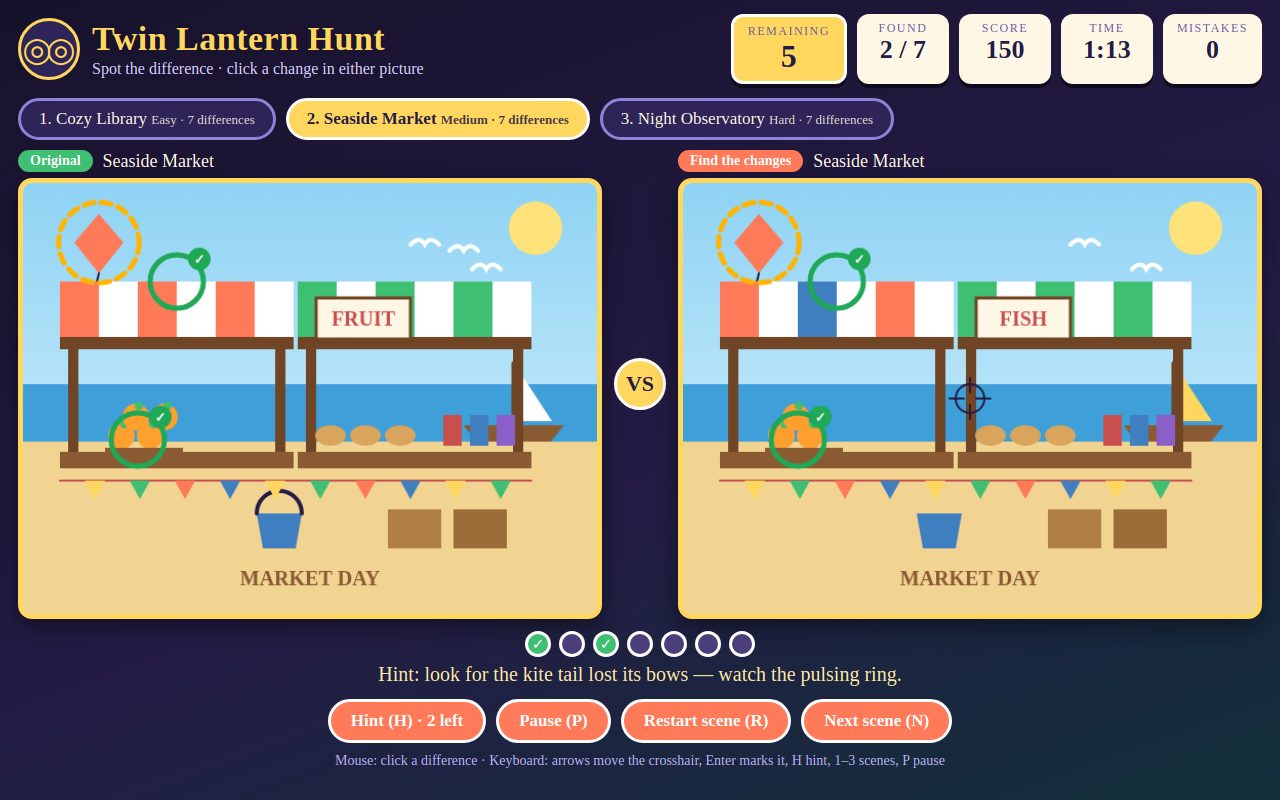 Twin Lantern Hunt
Spot the difference · click a change in either picture
REMAINING
5
FOUND
2 / 7
SCORE
150
TIME
1:13
MISTAKES
0
1. Cozy Library Easy · 7 differences
2. Seaside Market Medium · 7 differences
3. Night Observatory Hard · 7 differences
Original Seaside Market
Find the changes Seaside Market
FRUIT
MARKET DAY
VS
FISH
MARKET DAY
Hint: look for the kite tail lost its bows — watch the pulsing ring.
Hint (H) · 2 left
Pause (P)
Restart scene (R)
Next scene (N)
Mouse: click a difference · Keyboard: arrows move the crosshair, Enter marks it, H hint, 1–3 scenes, P pause